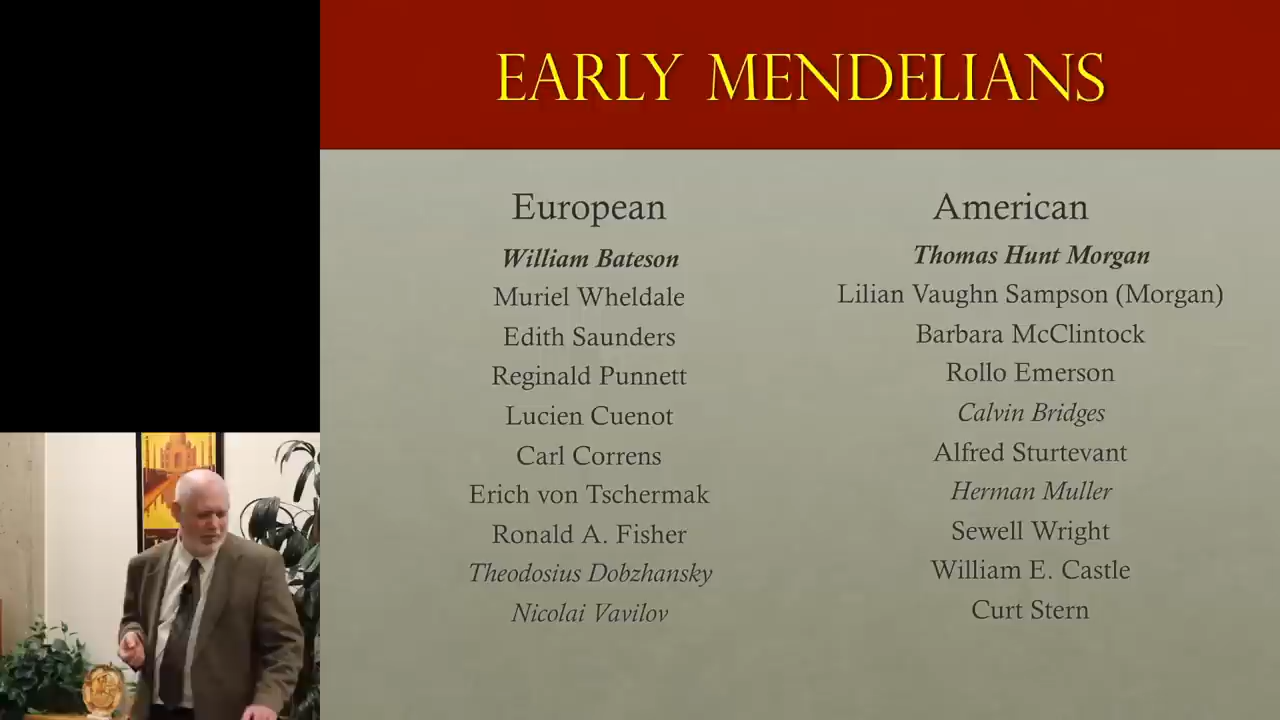 EARLY MENDELIANS
European
William Bateson
Muriel Wheldale
Edith Saunders
Reginald Punnett
Lucien Cuenot
Carl Correns
Erich von Tschermak
Ronald A. Fisher
Theodosius Dobzhansky
Nicolai Vavilov
American
Thomas Hunt Morgan
Lilian Vaughn Sampson (Morgan)
Barbara McClintock
Rollo Emerson
Calvin Bridges
Alfred Sturtevant
Herman Muller
Sewell Wright
William E. Castle
Curt Stern